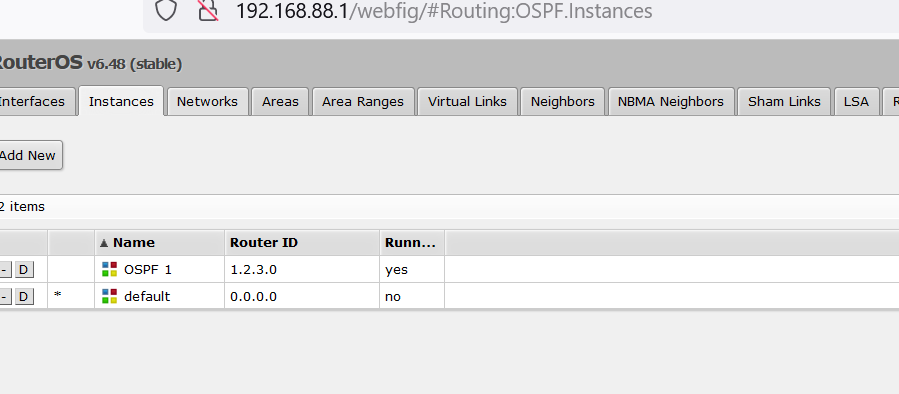 192.168.88.1/webfig/#Routing:OSPF.Instances
RouterOS v6.48 (stable)
Interfaces Instances Networks Areas Area Ranges Virtual Links Neighbors NBMA Neighbors Sham Links LSA R
Add New
2 items
▲ Name Router ID Runn...
- D OSPF 1 1.2.3.0 yes
- D * default 0.0.0.0 no